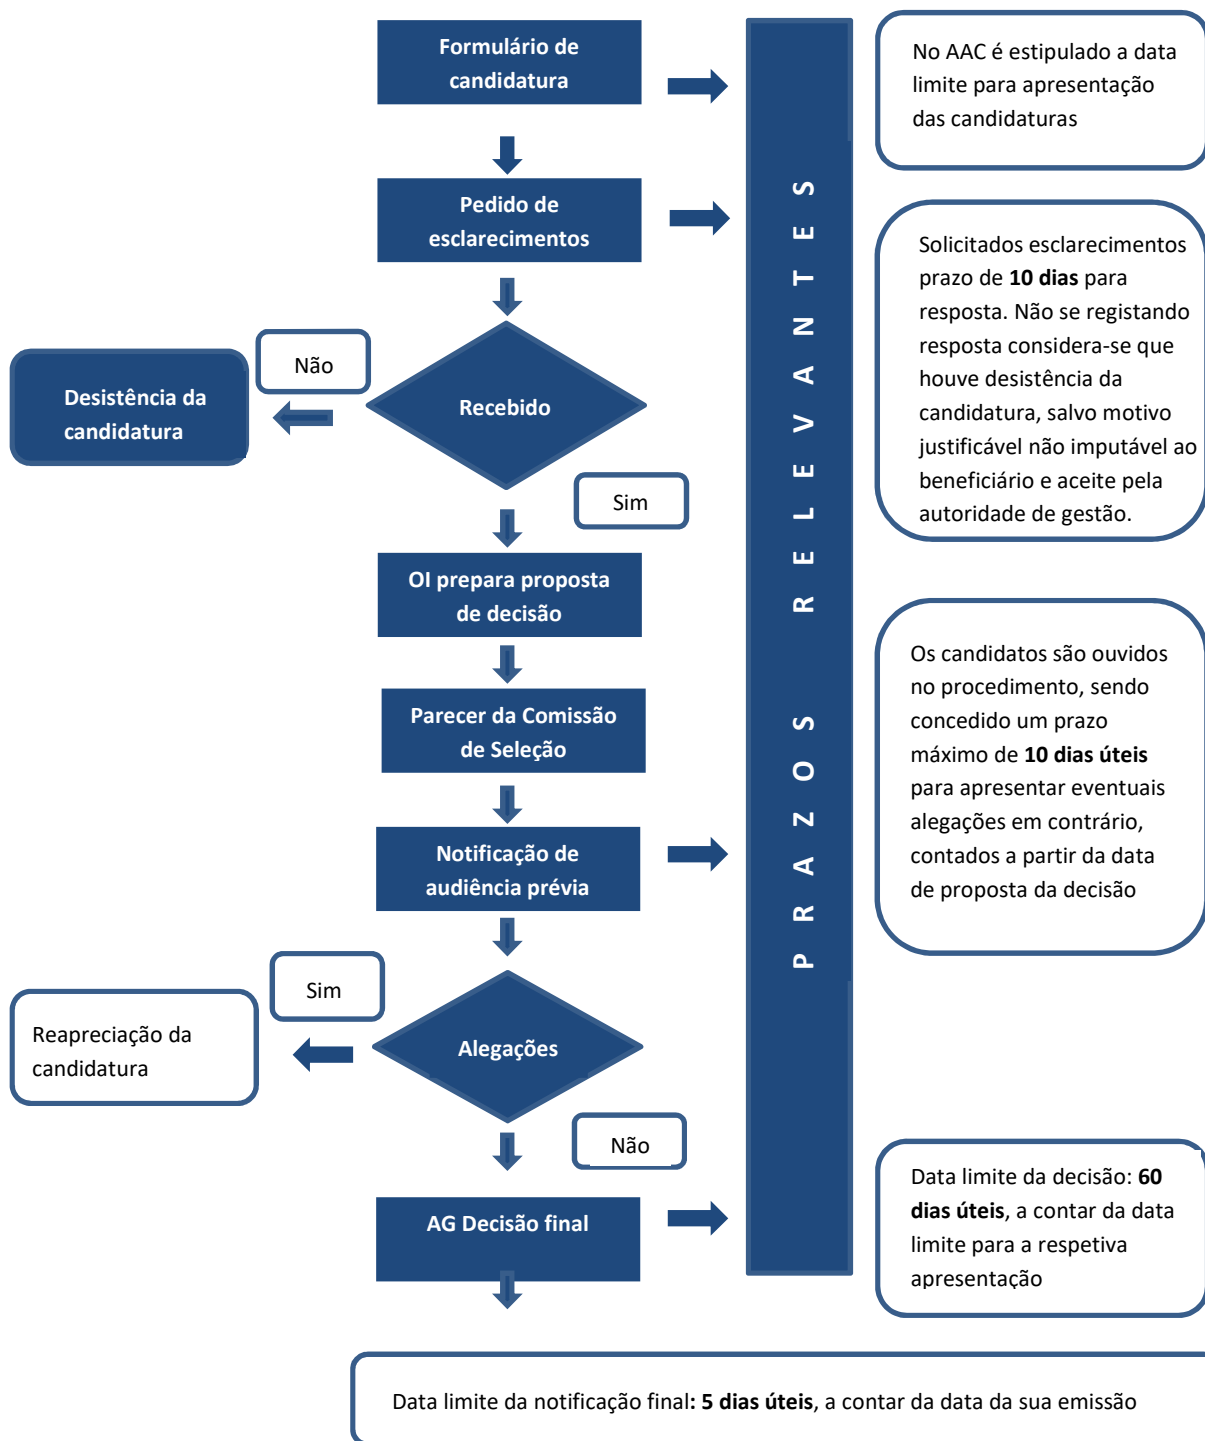 Formulário de
candidatura
No AAC é estipulado a data
limite para apresentação
das candidaturas
Pedido de
esclarecimentos
Solicitados esclarecimentos
prazo de 10 dias para
resposta. Não se registando
resposta considera-se que
houve desistência da
candidatura, salvo motivo
justificável não imputável ao
beneficiário e aceite pela
autoridade de gestão.
Não
Desistência da
candidatura
Recebido
Sim
OI prepara proposta
de decisão
Parecer da Comissão
de Seleção
Os candidatos são ouvidos
no procedimento, sendo
concedido um prazo
máximo de 10 dias úteis
para apresentar eventuais
alegações em contrário,
contados a partir da data
de proposta da decisão
Notificação de
audiência prévia
PRAZOS RELEVANTES
Sim
Reapreciação da
candidatura
Alegações
Não
AG Decisão final
Data limite da decisão: 60
dias úteis, a contar da data
limite para a respetiva
apresentação
Data limite da notificação final: 5 dias úteis, a contar da data da sua emissão